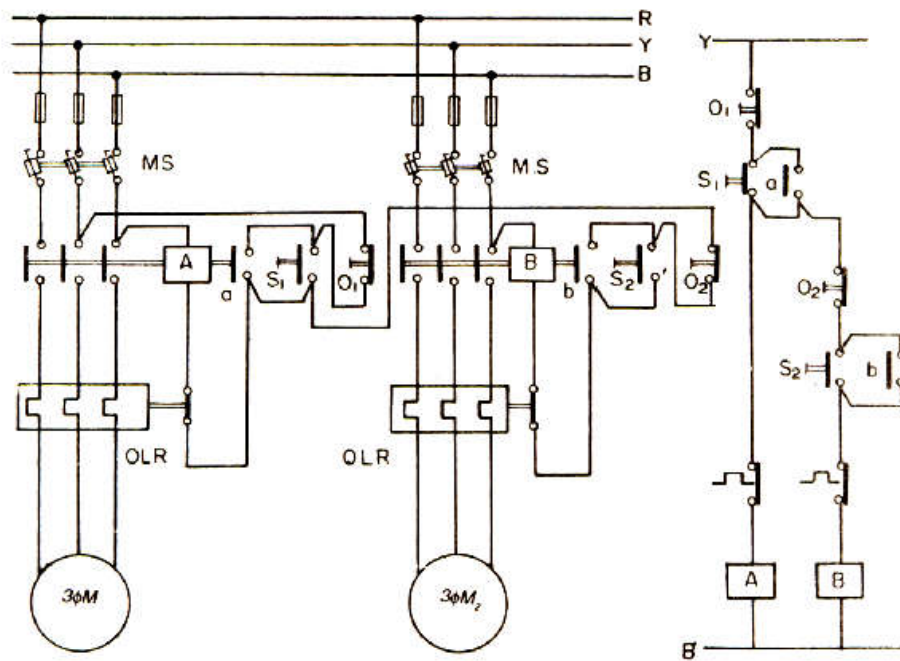 R
Y
B
MS
M.S
A
a
S₁
O₁
B
b
S₂
O₂
OLR
OLR
3φM
3φM₂
Y
O₁
S₁
a
O₂
S₂
b
A
B
B